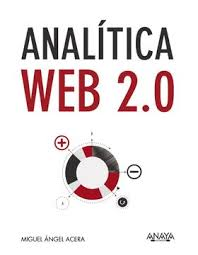 ANALÍTICA
WEB 2.0
MIGUEL ÁNGEL ACERA
ANAYA